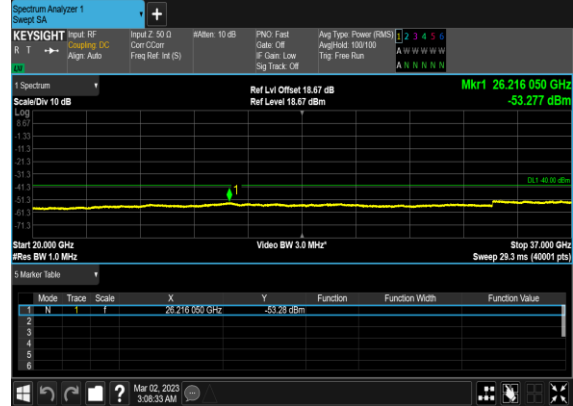 Spectrum Analyzer 1
Swept SA
+
KEYSIGHT Input: RF Input Z: 50 Ω #Atten: 10 dB PNO: Fast Avg Type: Power (RMS) 1 2 3 4 5 6
R T Coupling: DC Corr CCorr Gate: Off Avg|Hold: 100/100 A W W W W W
Align: Auto Freq Ref: Int (S) IF Gain: Low Trig: Free Run
Sig Track: Off A N N N N N
1 Spectrum Ref Lvl Offset 18.67 dB Mkr1 26.216 050 GHz
Scale/Div 10 dB Ref Level 18.67 dBm -53.277 dBm
Log
8.67
-1.33
-11.3
-21.3
-31.3
DL1 -40.00 dBm
-41.3
1
-51.3
-61.3
-71.3
Start 20.000 GHz Video BW 3.0 MHz* Stop 37.000 GHz
#Res BW 1.0 MHz Sweep 29.3 ms (40001 pts)
5 Marker Table
Mode Trace Scale X Y Function Function Width Function Value
1 N 1 f 26.216 050 GHz -53.28 dBm
2
3
4
5
6
? Mar 02, 2023
3:08:33 AM